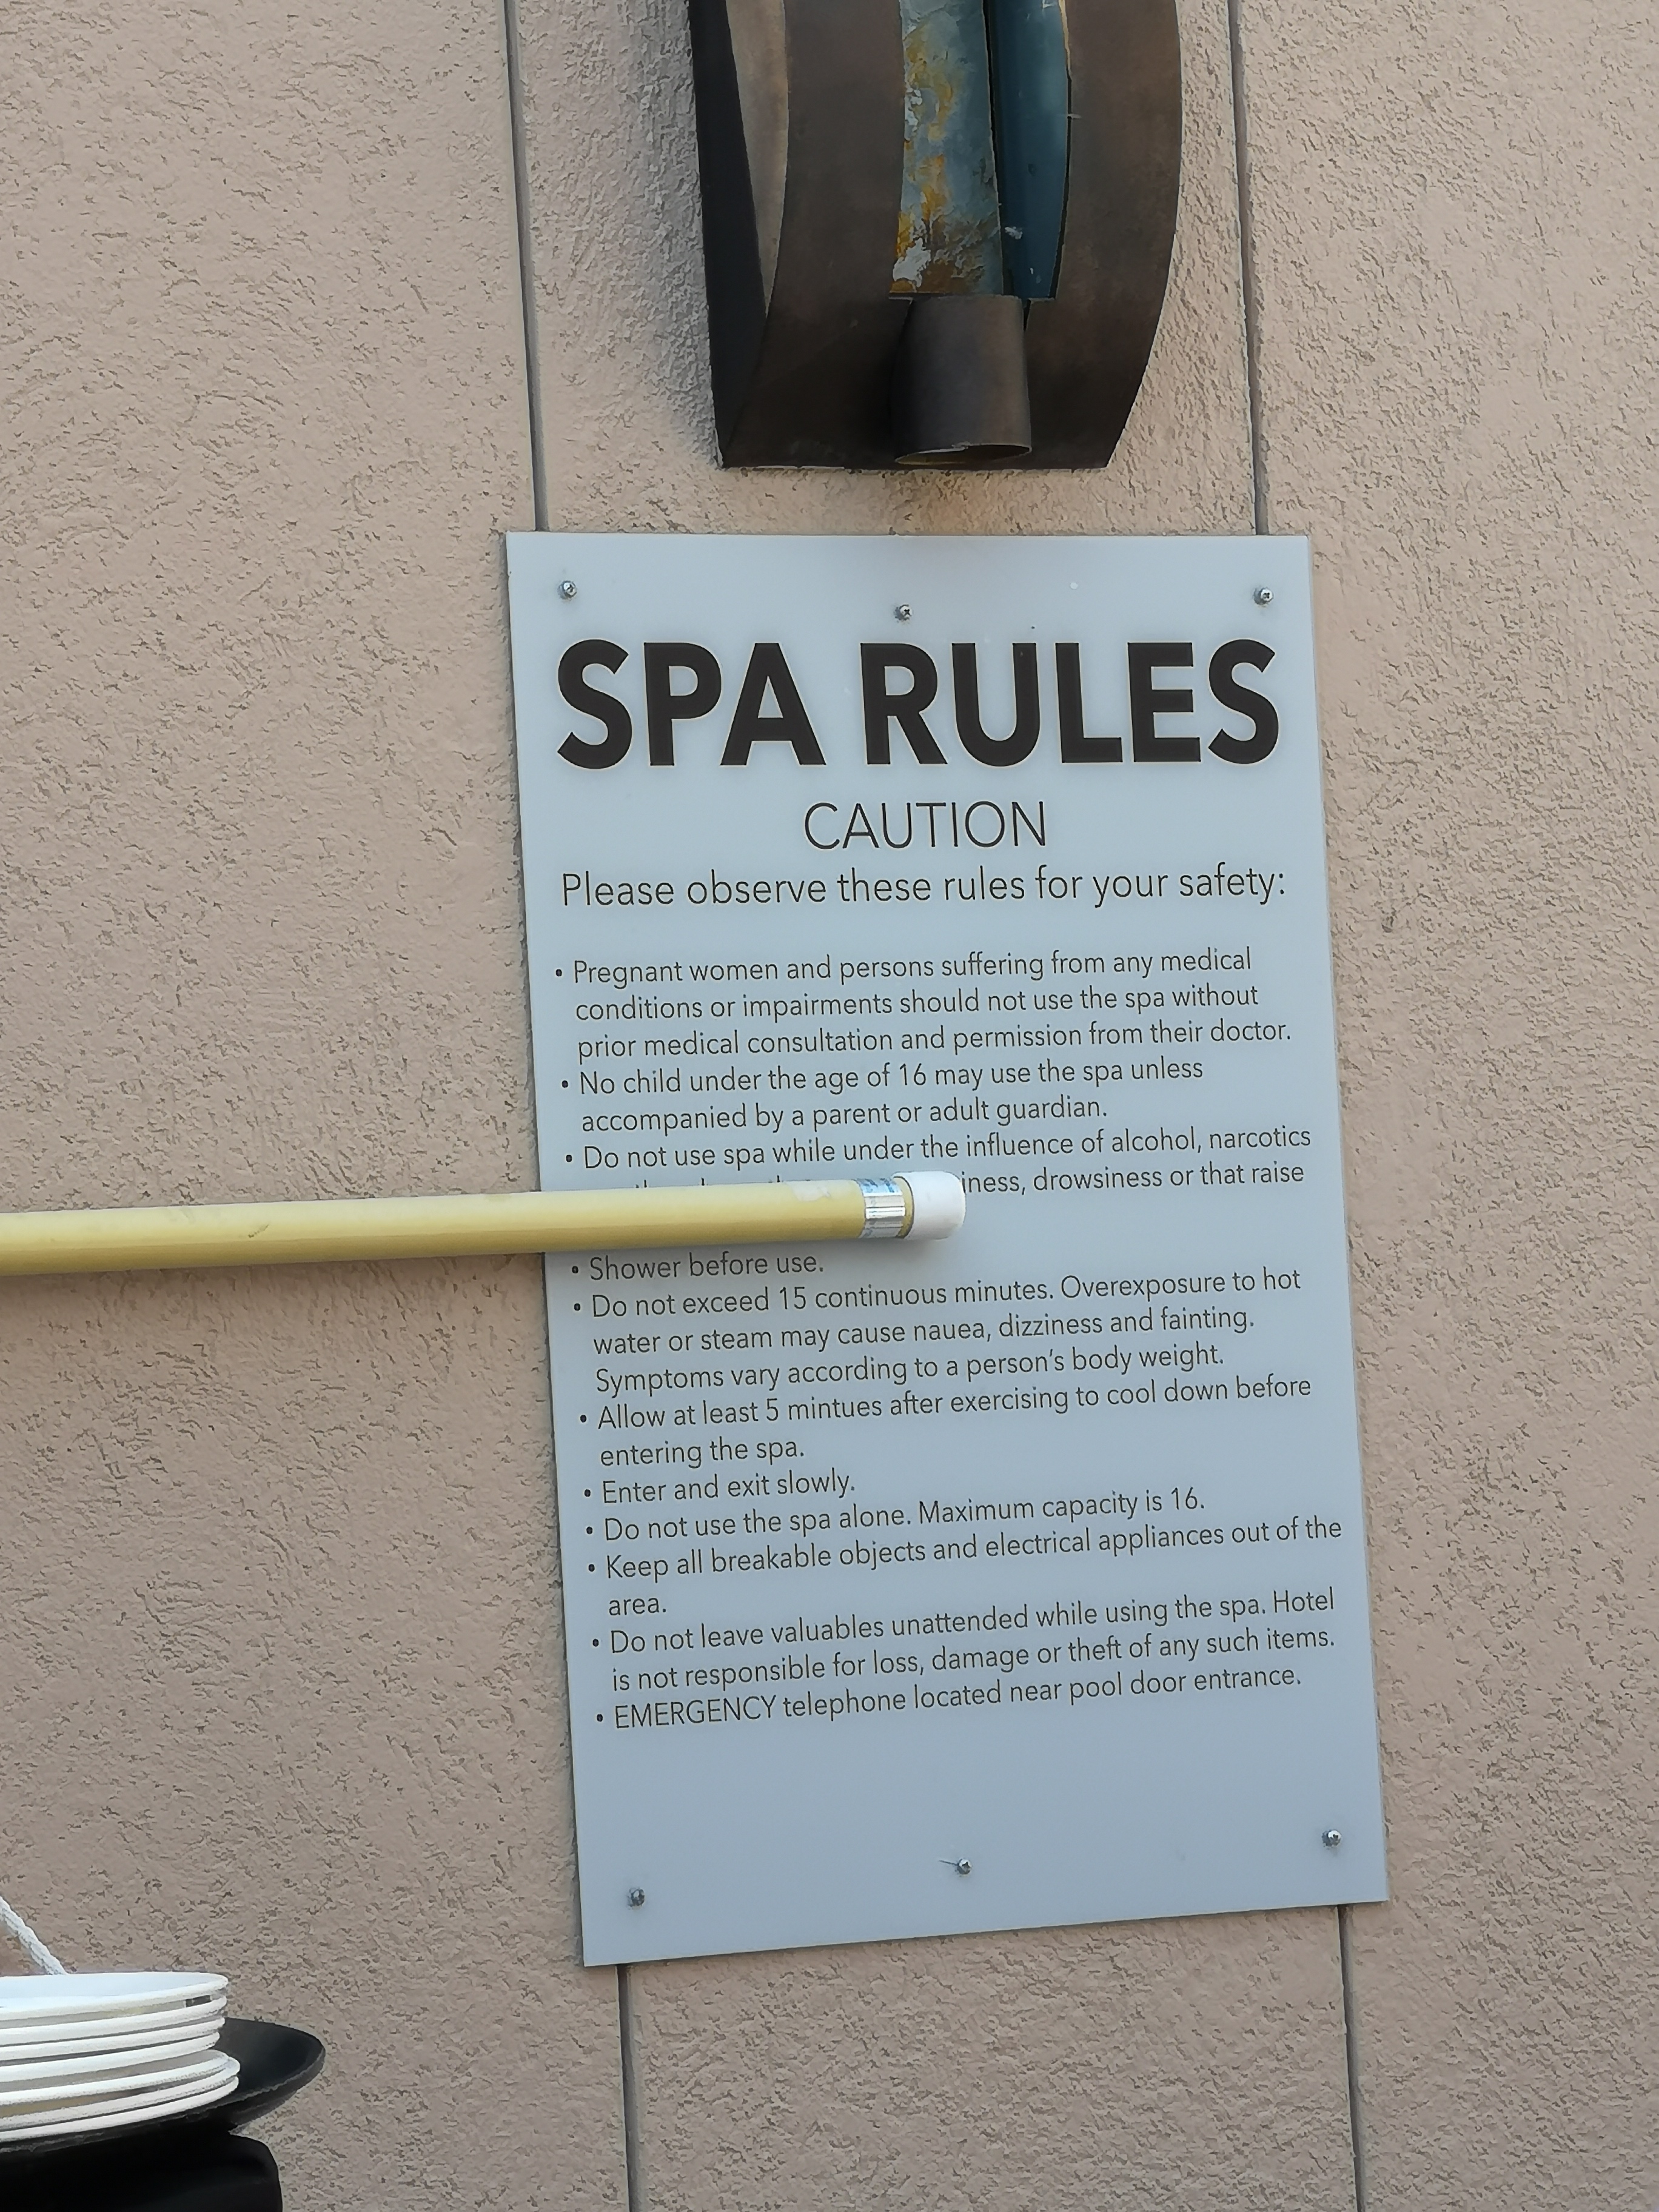 SPA RULES
CAUTION
Please observe these rules for your safety:
• Pregnant women and persons suffering from any medical
conditions or impairments should not use the spa without
prior medical consultation and permission from their doctor.
• No child under the age of 16 may use the spa unless
accompanied by a parent or adult guardian.
• Do not use spa while under the influence of alcohol, narcotics
drowsiness or that raise
• Shower before use.
• Do not exceed 15 continuous minutes. Overexposure to hot
water or steam may cause nauea, dizziness and fainting.
Symptoms vary according to a person's body weight.
• Allow at least 5 mintues after exercising to cool down before
entering the spa.
• Enter and exit slowly.
• Do not use the spa alone. Maximum capacity is 16.
• Keep all breakable objects and electrical appliances out of the
area.
• Do not leave valuables unattended while using the spa. Hotel
is not responsible for loss, damage or theft of any such items.
• EMERGENCY telephone located near pool door entrance.